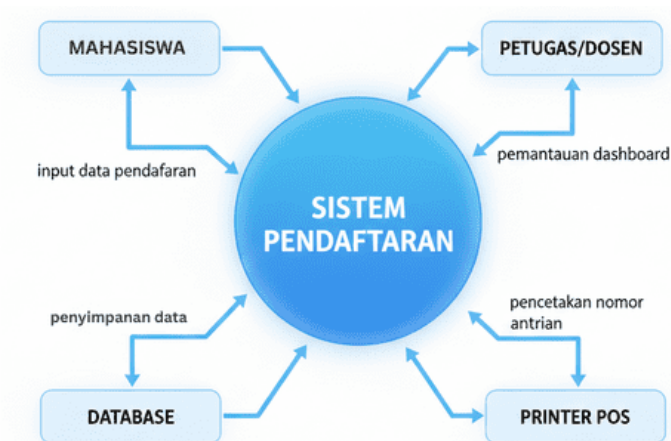 MAHASISWA
PETUGAS/DOSEN
input data pendafaran
pemantauan dashboard
SISTEM
PENDAFTARAN
penyimpanan data
pencetakan nomor
antrian
DATABASE
PRINTER POS